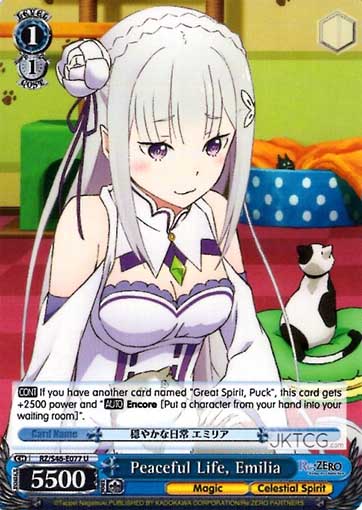 LEVEL
1
1
COST
CONT If you have another card named "Great Spirit, Puck", this card gets
+2500 power and "AUTO Encore [Put a character from your hand into your
waiting room]".
Card Name
穏やかな日常 エミリア
JKTCG.com
RZ/S46-E077 U
Peaceful Life, Emilia
Re:ZERO
5500
Magic
Celestial Spirit
©Tappei Nagatsuki,PUBLISHED BY KADOKAWA CORPORATION/Re:ZERO PARTNERS